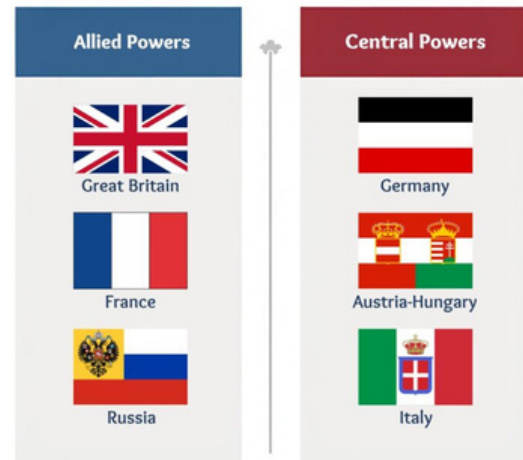 Allied Powers
Great Britain
France
Russia
Central Powers
Germany
Austria-Hungary
Italy